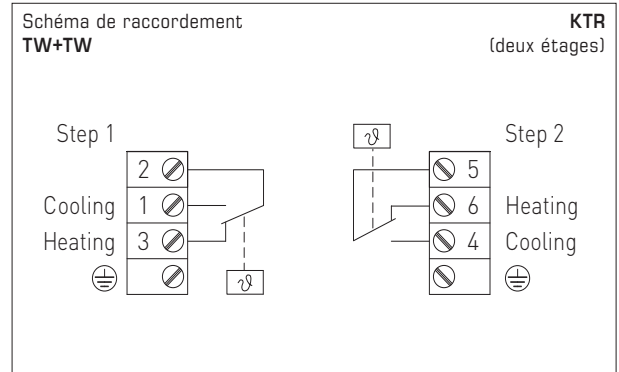 Schéma de raccordement KTR
TW+TW (deux étages)
ϑ
Step 1 Step 2
2 5
Cooling 1 6 Heating
Heating 3 4 Cooling
ϑ